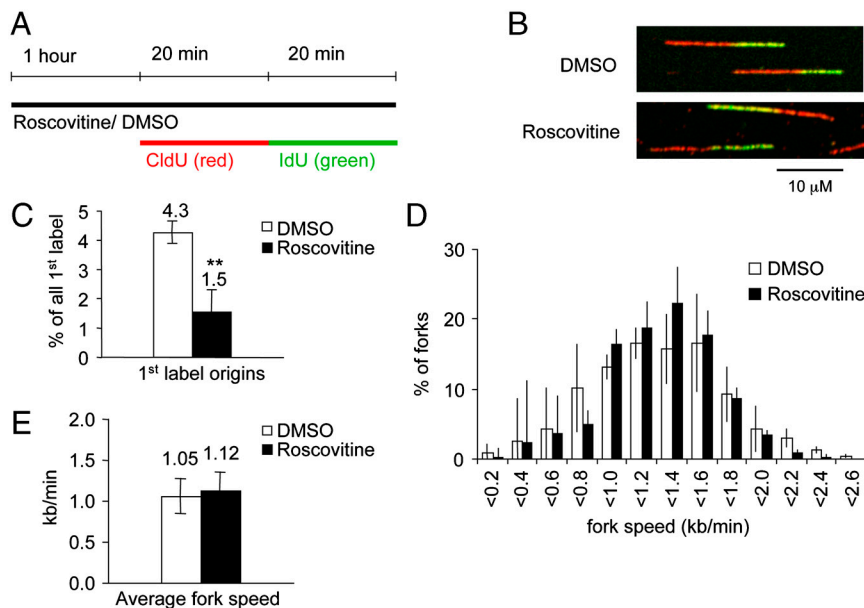 A
1 hour 20 min 20 min
Roscovitine/ DMSO
CldU (red) IdU (green)
B
DMSO
Roscovitine
10 μM
C
% of all 1st label
5
4
3
2
1
0
4.3
**
1.5
DMSO
Roscovitine
1st label origins
D
% of forks
30
20
10
0
DMSO
Roscovitine
<0.2 <0.4 <0.6 <0.8 <1.0 <1.2 <1.4 <1.6 <1.8 <2.0 <2.2 <2.4 <2.6
fork speed (kb/min)
E
kb/min
2.0
1.5
1.0
0.5
0.0
1.05 1.12
DMSO
Roscovitine
Average fork speed